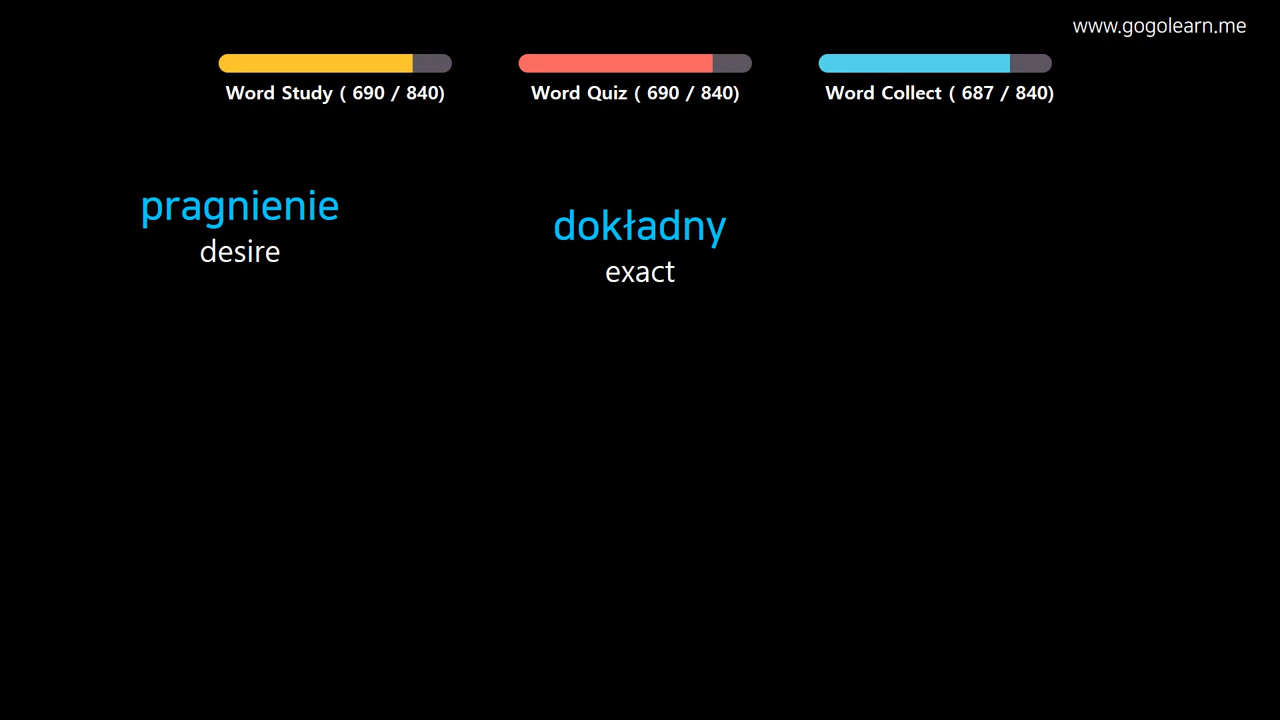 www.gogolearn.me
Word Study ( 690 / 840)
Word Quiz ( 690 / 840)
Word Collect ( 687 / 840)
pragnienie
desire
dokładny
exact